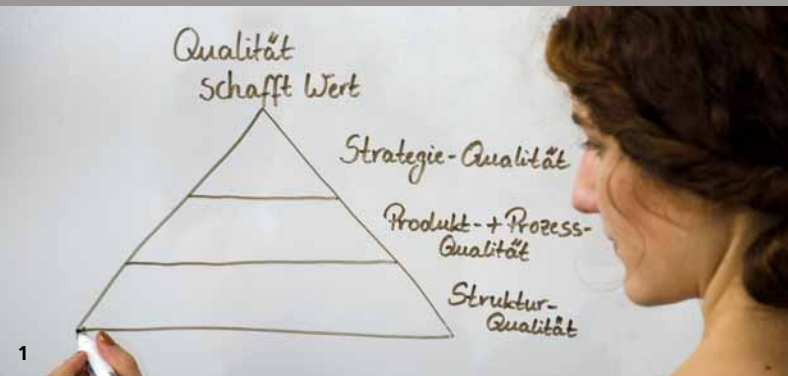 Qualität
schafft Wert
Strategie-Qualität
Produkt-+Prozess-
Qualität
Struktur-
Qualität
1